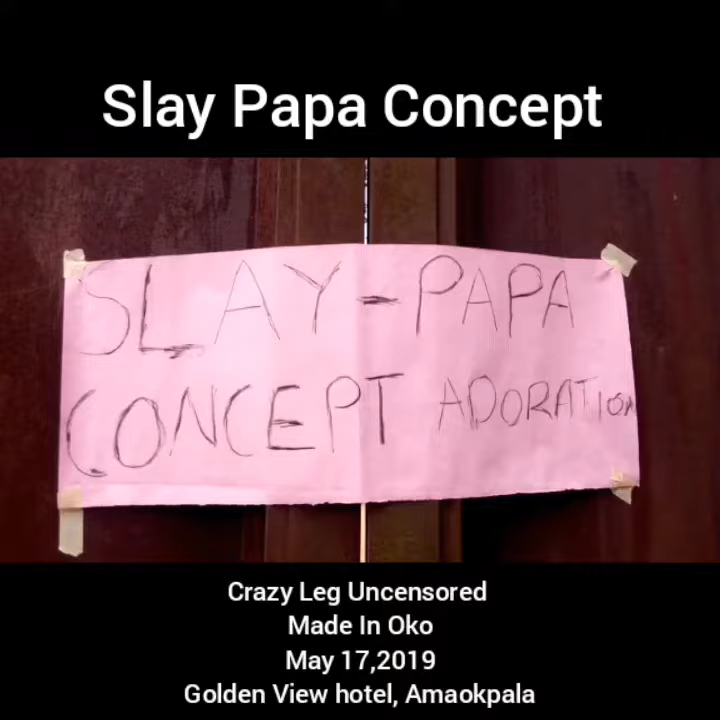 Slay Papa Concept
SLAY-PAPA
CONCEPT ADORATION
Crazy Leg Uncensored
Made In Oko
May 17,2019
Golden View hotel, Amaokpala